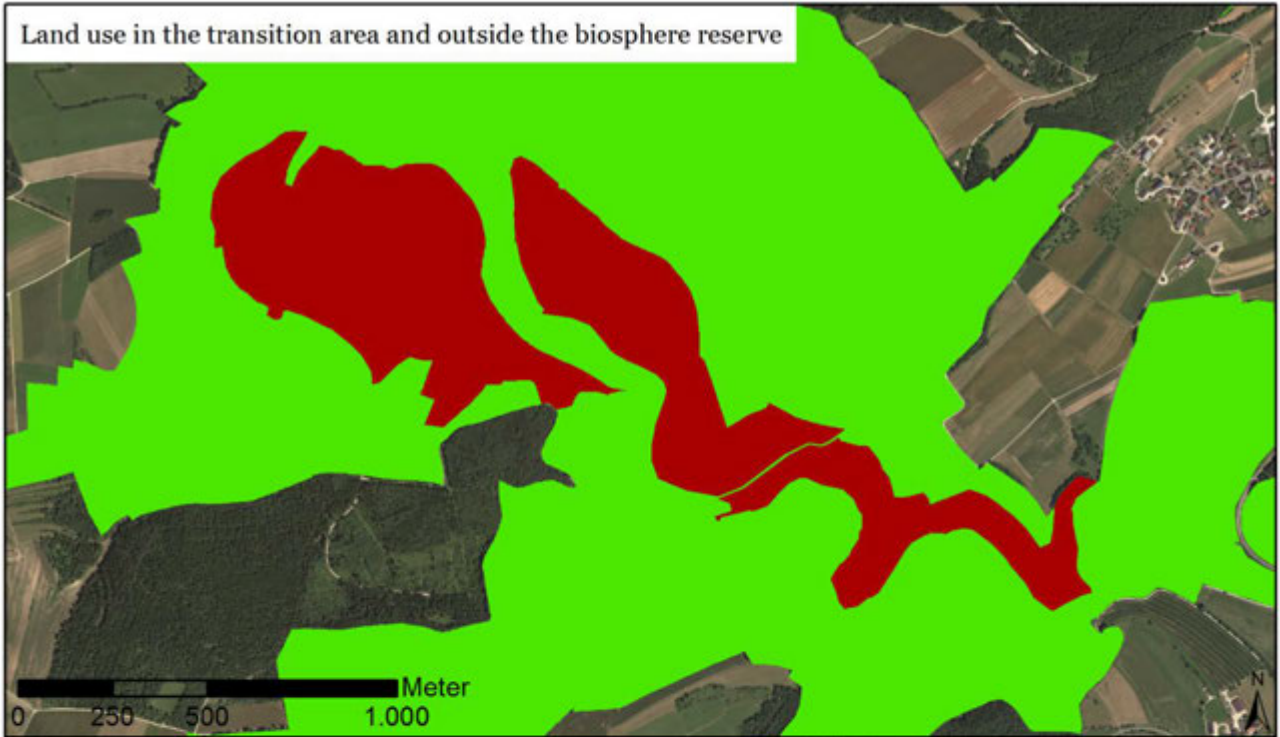 Land use in the transition area and outside the biosphere reserve
N
Meter
0 250 500 1.000